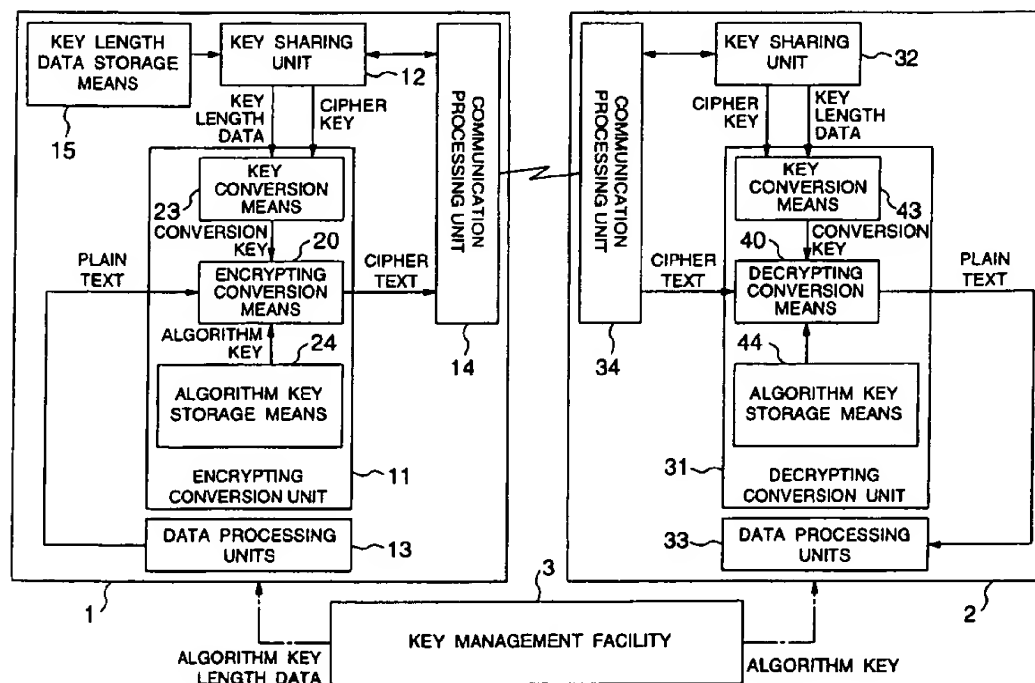 KEY LENGTH
DATA STORAGE
MEANS
15
KEY SHARING
UNIT
12
KEY
LENGTH
DATA
CIPHER
KEY
KEY
CONVERSION
MEANS
23
CONVERSION
KEY
20
PLAIN
TEXT
ENCRYPTING
CONVERSION
MEANS
CIPHER
TEXT
ALGORITHM
KEY
24
ALGORITHM KEY
STORAGE MEANS
ENCRYPTING
CONVERSION UNIT
11
DATA PROCESSING
UNITS
13
COMMUNICATION
PROCESSING UNIT
14
1
COMMUNICATION
PROCESSING UNIT
34
KEY SHARING
UNIT
32
CIPHER
KEY
KEY
LENGTH
DATA
KEY
CONVERSION
MEANS
43
CONVERSION
KEY
40
CIPHER
TEXT
DECRYPTING
CONVERSION
MEANS
PLAIN
TEXT
44
ALGORITHM KEY
STORAGE MEANS
31
DECRYPTING
CONVERSION UNIT
33
DATA PROCESSING
UNITS
2
3
KEY MANAGEMENT FACILITY
ALGORITHM KEY
LENGTH DATA
ALGORITHM KEY